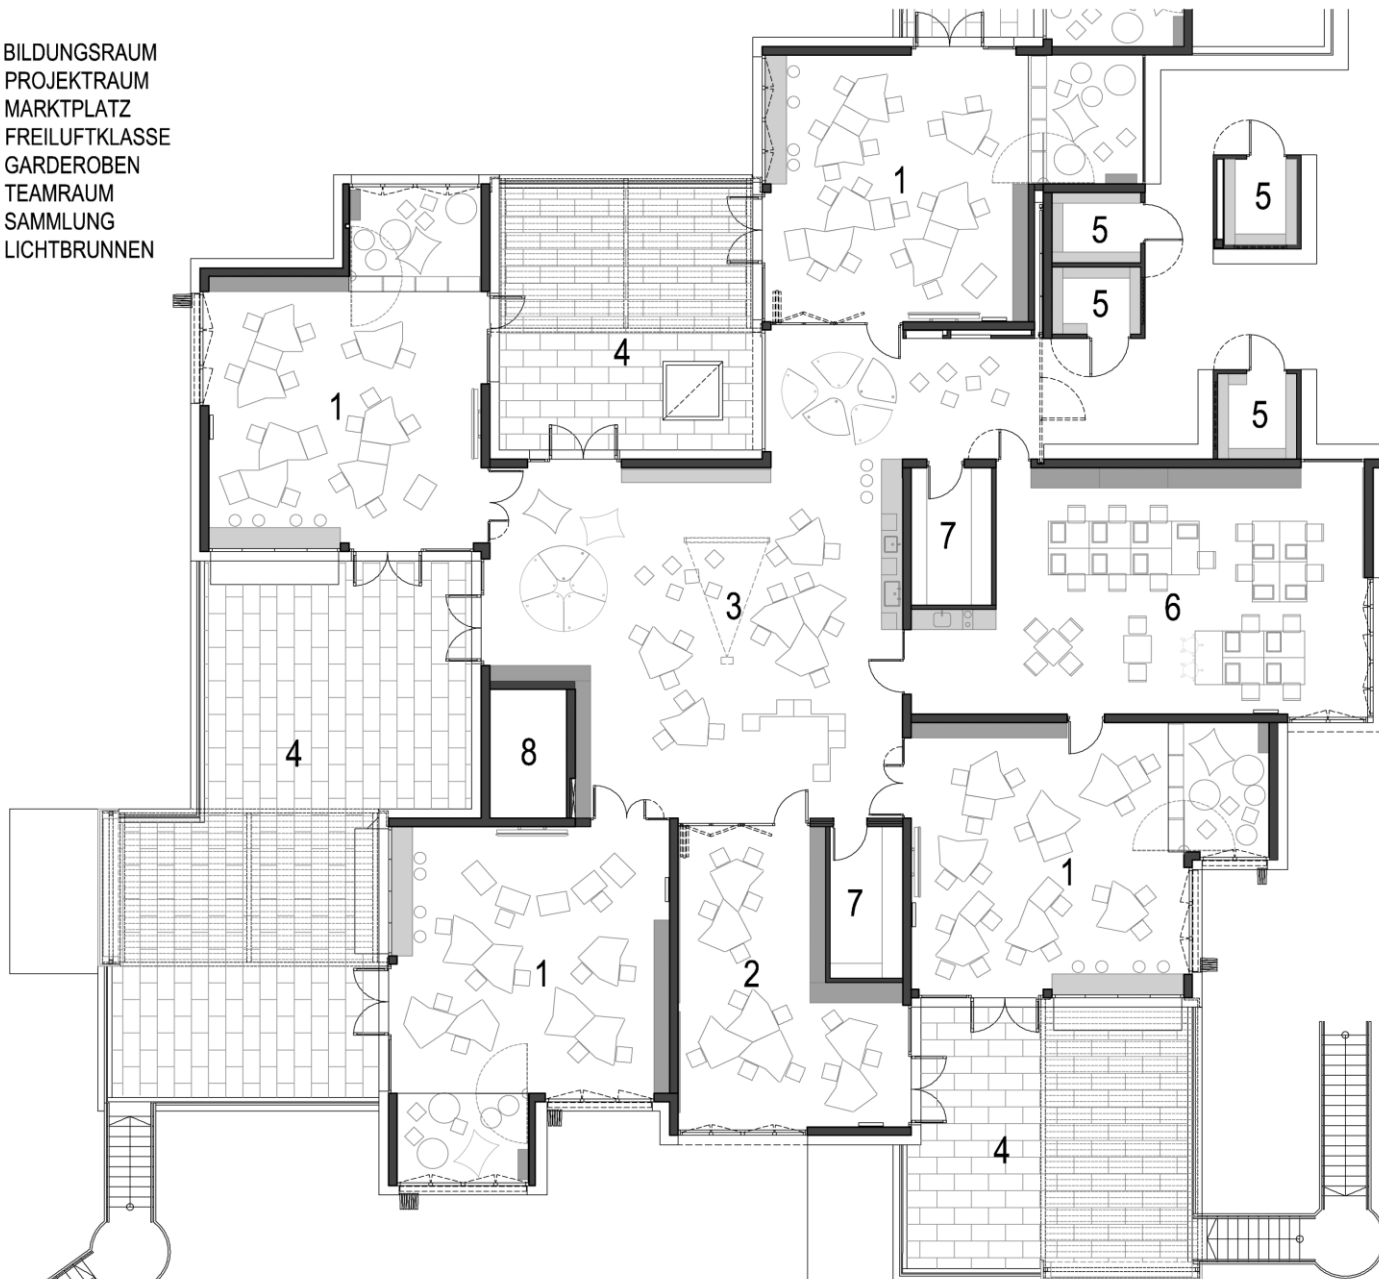 BILDUNGSRAUM
PROJEKTRAUM
MARKTPLATZ
FREILUFTKLASSE
GARDEROBEN
TEAMRAUM
SAMMLUNG
LICHTBRUNNEN
1
5
5
5
4
1
5
7
3
6
4
8
1
7
2
1
4